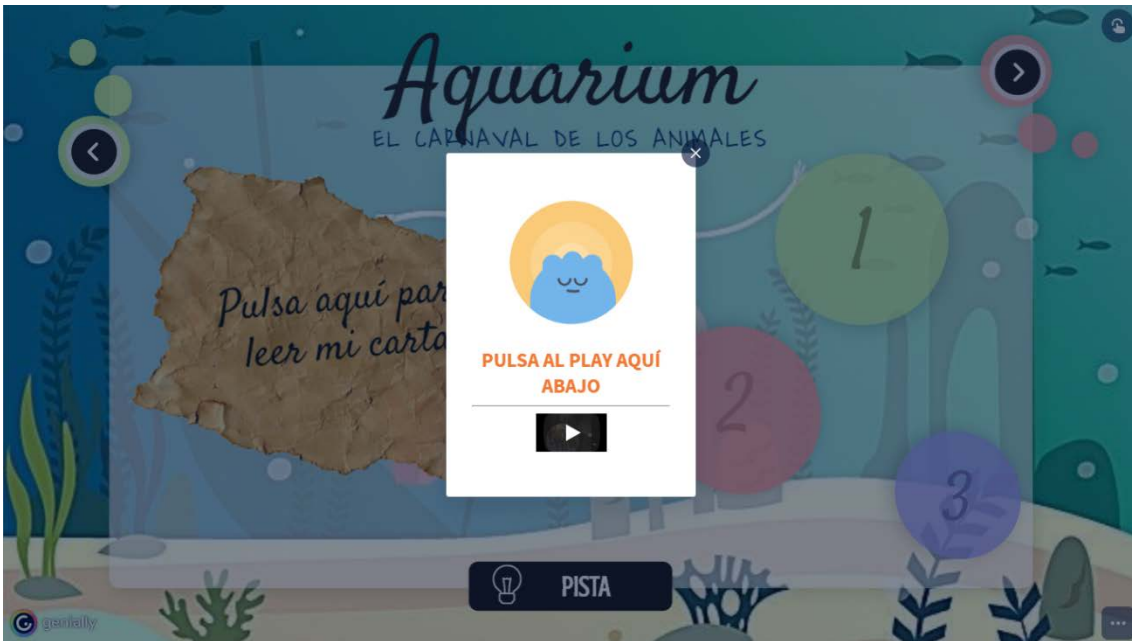 Aquarium
EL CARNAVAL DE LOS ANIMALES
Pulsa aquí par
leer mi carta
PULSA AL PLAY AQUÍ
ABAJO
1
2
3
PISTA
genially